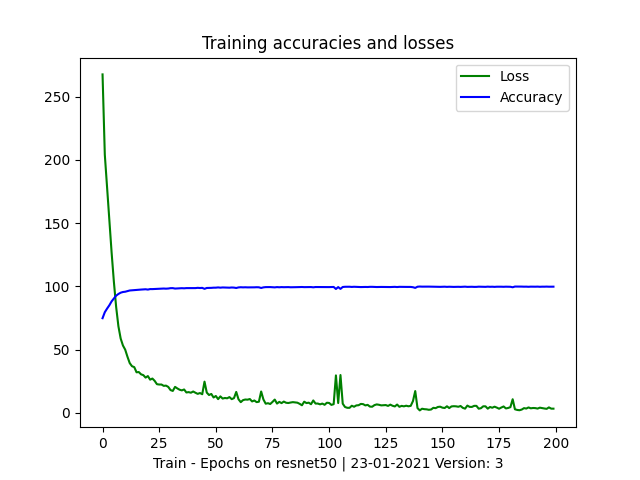 Training accuracies and losses
Loss
Accuracy
250
200
150
100
50
0
0 25 50 75 100 125 150 175 200
Train - Epochs on resnet50 | 23-01-2021 Version: 3